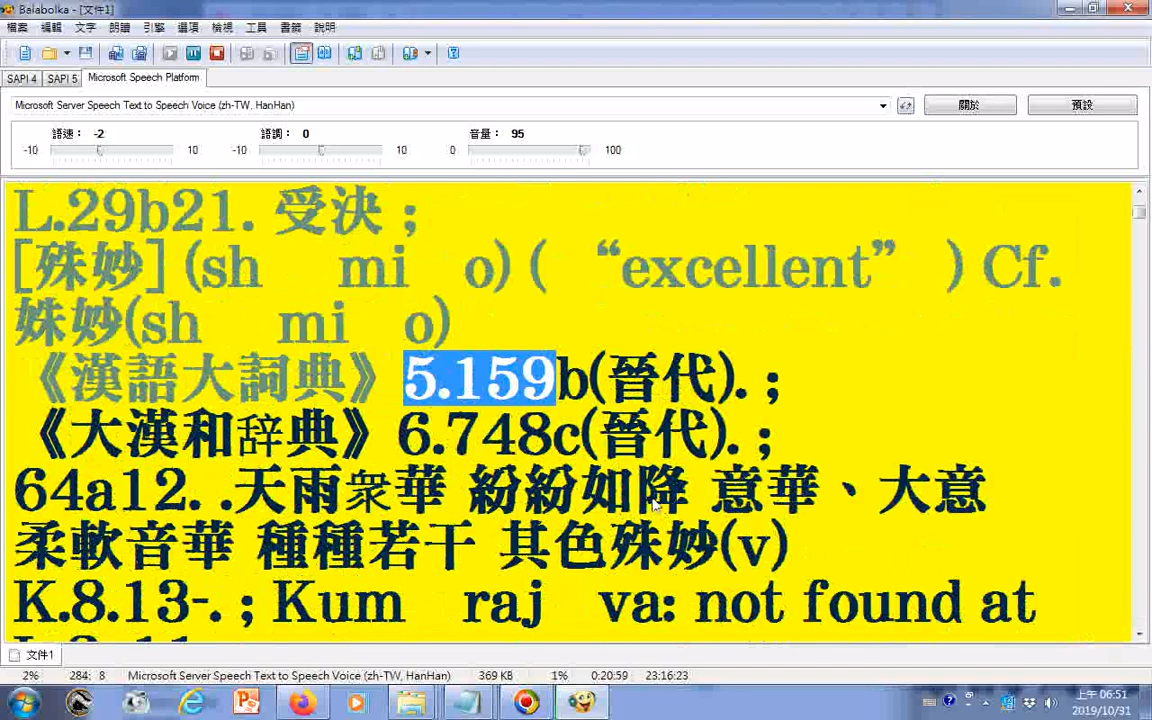 Balabolka - [文件1]
檔案 編輯 文字 朗讀 引擎 選項 檢視 工具 書籤 說明
SAPI 4 SAPI 5 Microsoft Speech Platform
Microsoft Server Speech Text to Speech Voice (zh-TW, HanHan) 關於 預設
語速： -2 語調： 0 音量： 95
-10 10 -10 10 0 100
L.29b21. 受決 ;
[殊妙] (sh mi o) ( “excellent” ) Cf.
姝妙(sh mi o)
《漢語大詞典》 5.159b(晉代). ;
《大漢和辞典》 6.748c(晉代). ;
64a12. .天雨衆華 紛紛如降 意華、大意
柔軟音華 種種若干 其色殊妙(v)
K.8.13-. ; Kum raj va: not found at
文件1
2% 284: 8 Microsoft Server Speech Text to Speech Voice (zh-TW, HanHan) 369 KB 1% 0:20:59 23:16:23
上午 06:51
2019/10/31